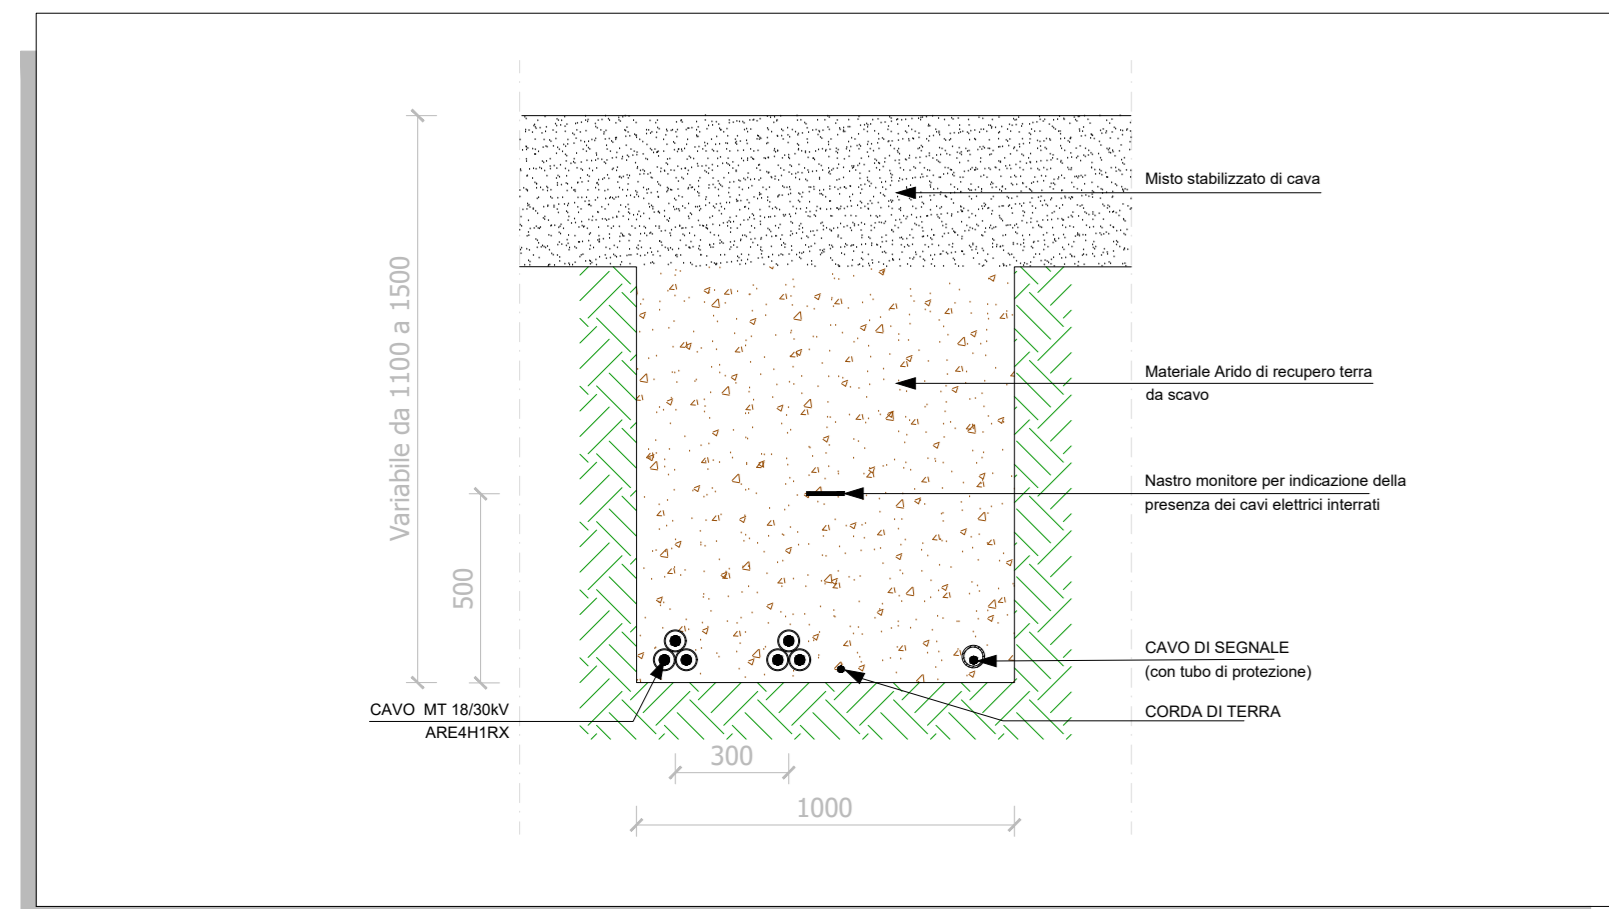 Misto stabilizzato di cava
Variabile da 1100 a 1500
Materiale Arido di recupero terra
da scavo
Nastro monitore per indicazione della
presenza dei cavi elettrici interrati
500
CAVO DI SEGNALE
(con tubo di protezione)
CAVO MT 18/30kV
ARE4H1RX
CORDA DI TERRA
300
1000